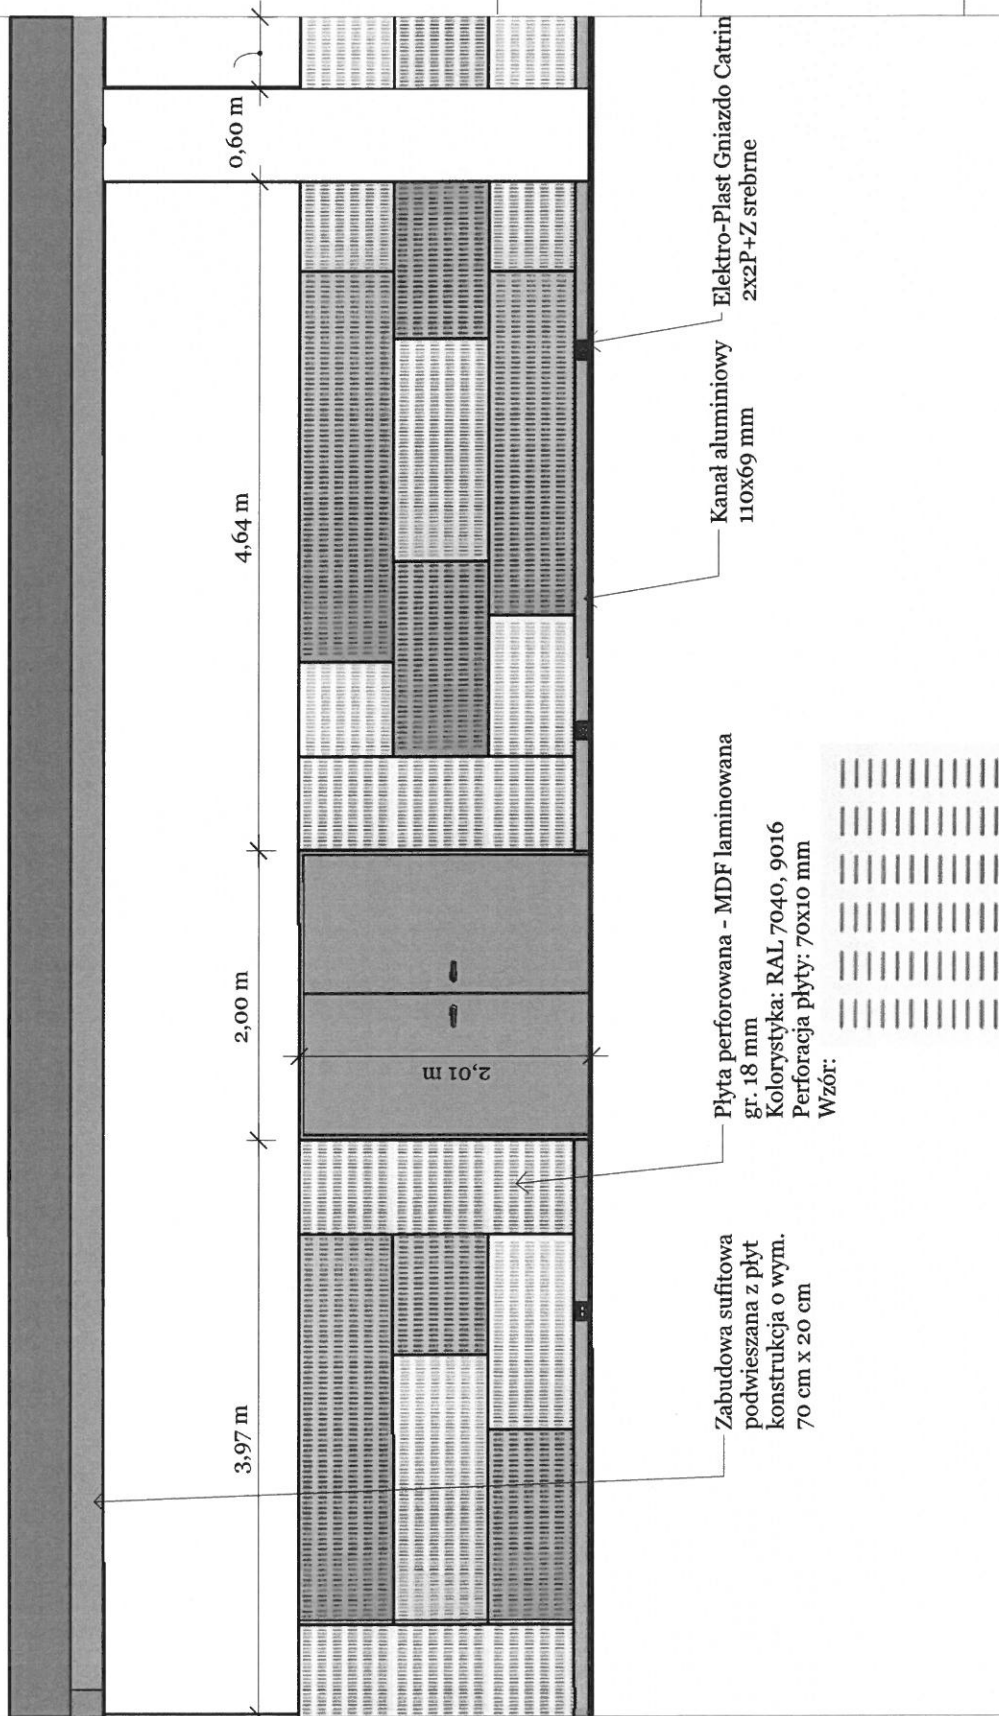 3,97 m
2,00 m
4,64 m
0,60 m
2,01 m
Zabudowa sufitowa
podwieszana z płyt
konstrukcja o wym.
70 cm x 20 cm
Płyta perforowana - MDF laminowana
gr. 18 mm
Kolorystyka: RAL 7040, 9016
Perforacja płyty: 70x10 mm
Wzór:
Kanał aluminiowy
110x69 mm
Elektro-Plast Gniazdo Catrin
2x2P+Z srebrne